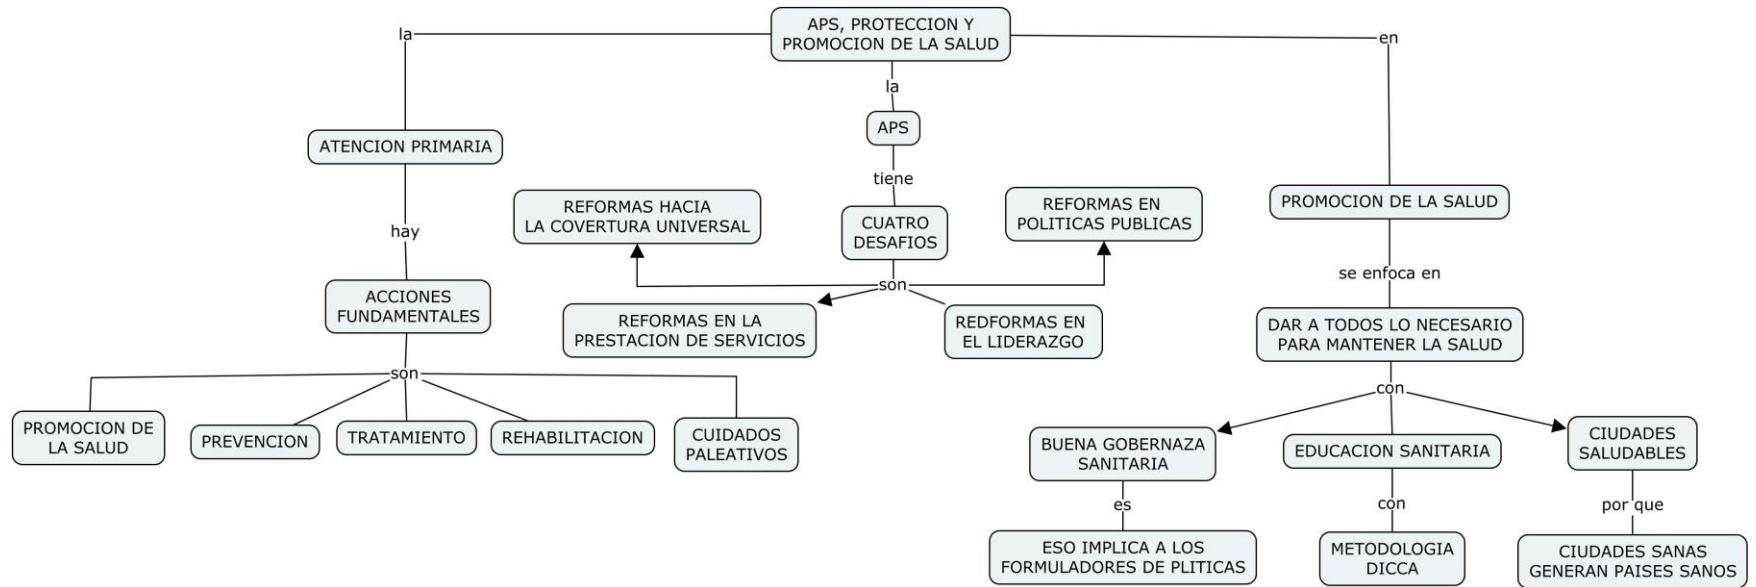 APS, PROTECCION Y
PROMOCION DE LA SALUD
la
la
en
APS
ATENCION PRIMARIA
tiene
PROMOCION DE LA SALUD
REFORMAS HACIA
LA COVERTURA UNIVERSAL
CUATRO
DESAFIOS
REFORMAS EN
POLITICAS PUBLICAS
hay
se enfoca en
son
ACCIONES
FUNDAMENTALES
REFORMAS EN LA
PRESTACION DE SERVICIOS
REDFORMAS EN
EL LIDERAZGO
DAR A TODOS LO NECESARIO
PARA MANTENER LA SALUD
son
con
PROMOCION DE
LA SALUD
PREVENCION
TRATAMIENTO
REHABILITACION
CUIDADOS
PALEATIVOS
BUENA GOBERNAZA
SANITARIA
EDUCACION SANITARIA
CIUDADES
SALUDABLES
es
con
por que
ESO IMPLICA A LOS
FORMULADORES DE PLITICAS
METODOLOGIA
DICCA
CIUDADES SANAS
GENERAN PAISES SANOS